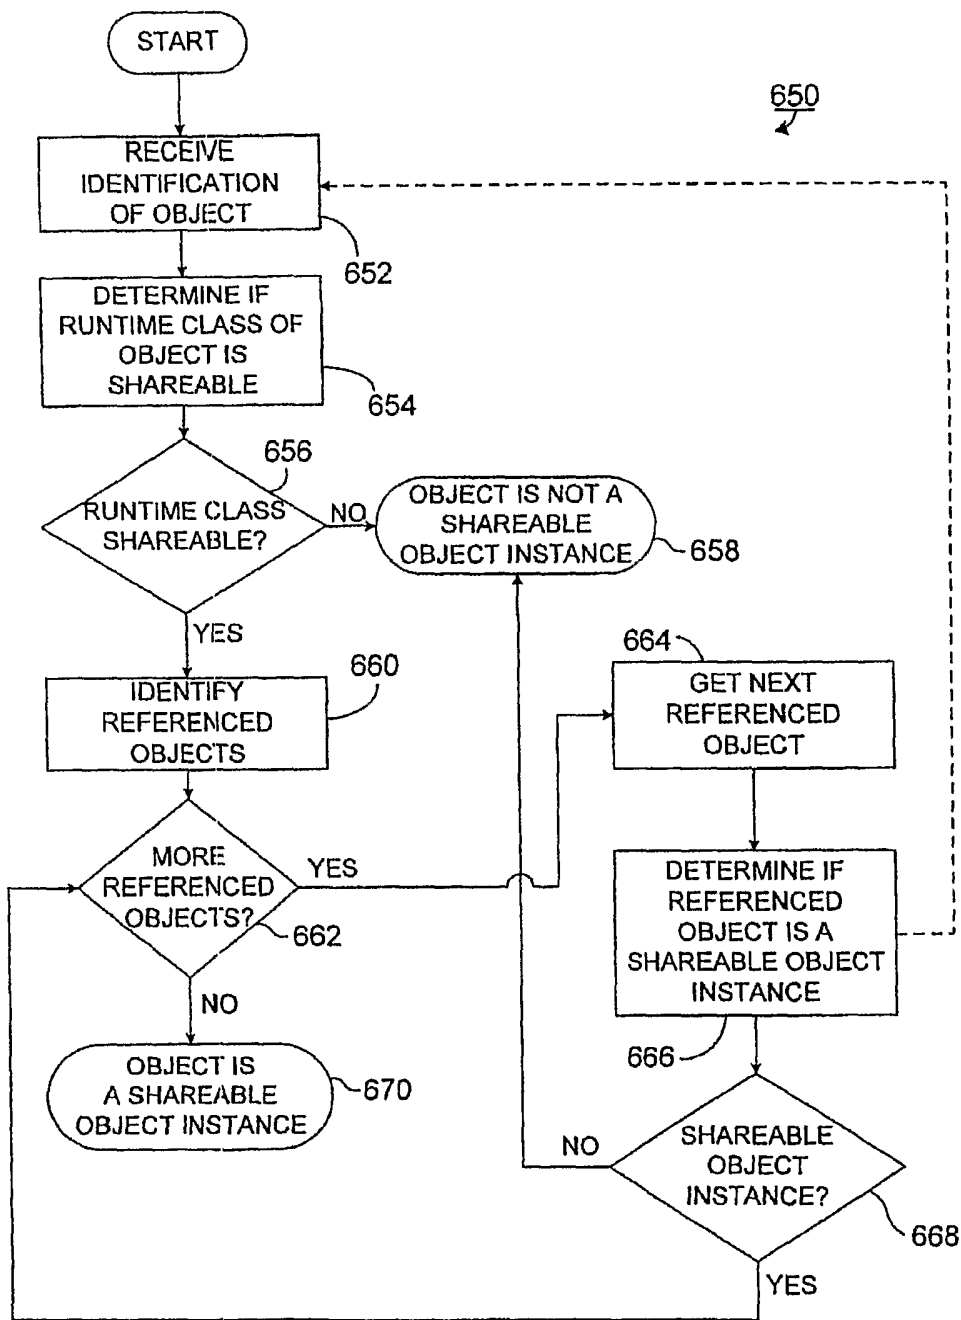 START
650
RECEIVE
IDENTIFICATION
OF OBJECT
652
DETERMINE IF
RUNTIME CLASS OF
OBJECT IS
SHAREABLE
654
656
RUNTIME CLASS
SHAREABLE?
NO
OBJECT IS NOT A
SHAREABLE
OBJECT INSTANCE
658
YES
660
IDENTIFY
REFERENCED
OBJECTS
664
GET NEXT
REFERENCED
OBJECT
MORE
REFERENCED
OBJECTS?
662
YES
DETERMINE IF
REFERENCED
OBJECT IS A
SHAREABLE OBJECT
INSTANCE
666
NO
OBJECT IS
A SHAREABLE
OBJECT INSTANCE
670
NO
SHAREABLE
OBJECT
INSTANCE?
668
YES